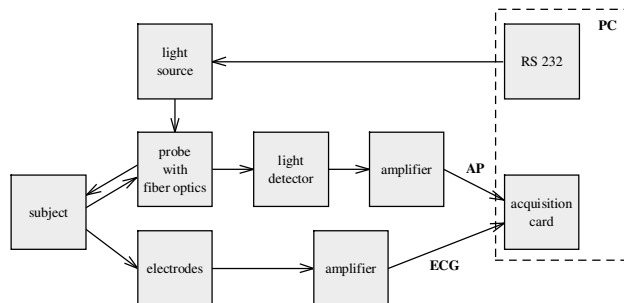 PC
light
source
RS 232
probe
with
fiber optics
light
detector
amplifier
AP
subject
acquisition
card
electrodes
amplifier
ECG